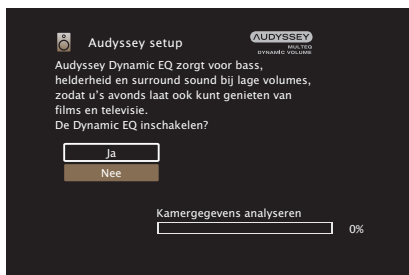 Audyssey setup
AUDYSSEY
MULTEQ
DYNAMIC VOLUME
Audyssey Dynamic EQ zorgt voor bass,
helderheid en surround sound bij lage volumes,
zodat u's avonds laat ook kunt genieten van
films en televisie.
De Dynamic EQ inschakelen?
Ja
Nee
Kamergegevens analyseren
0%